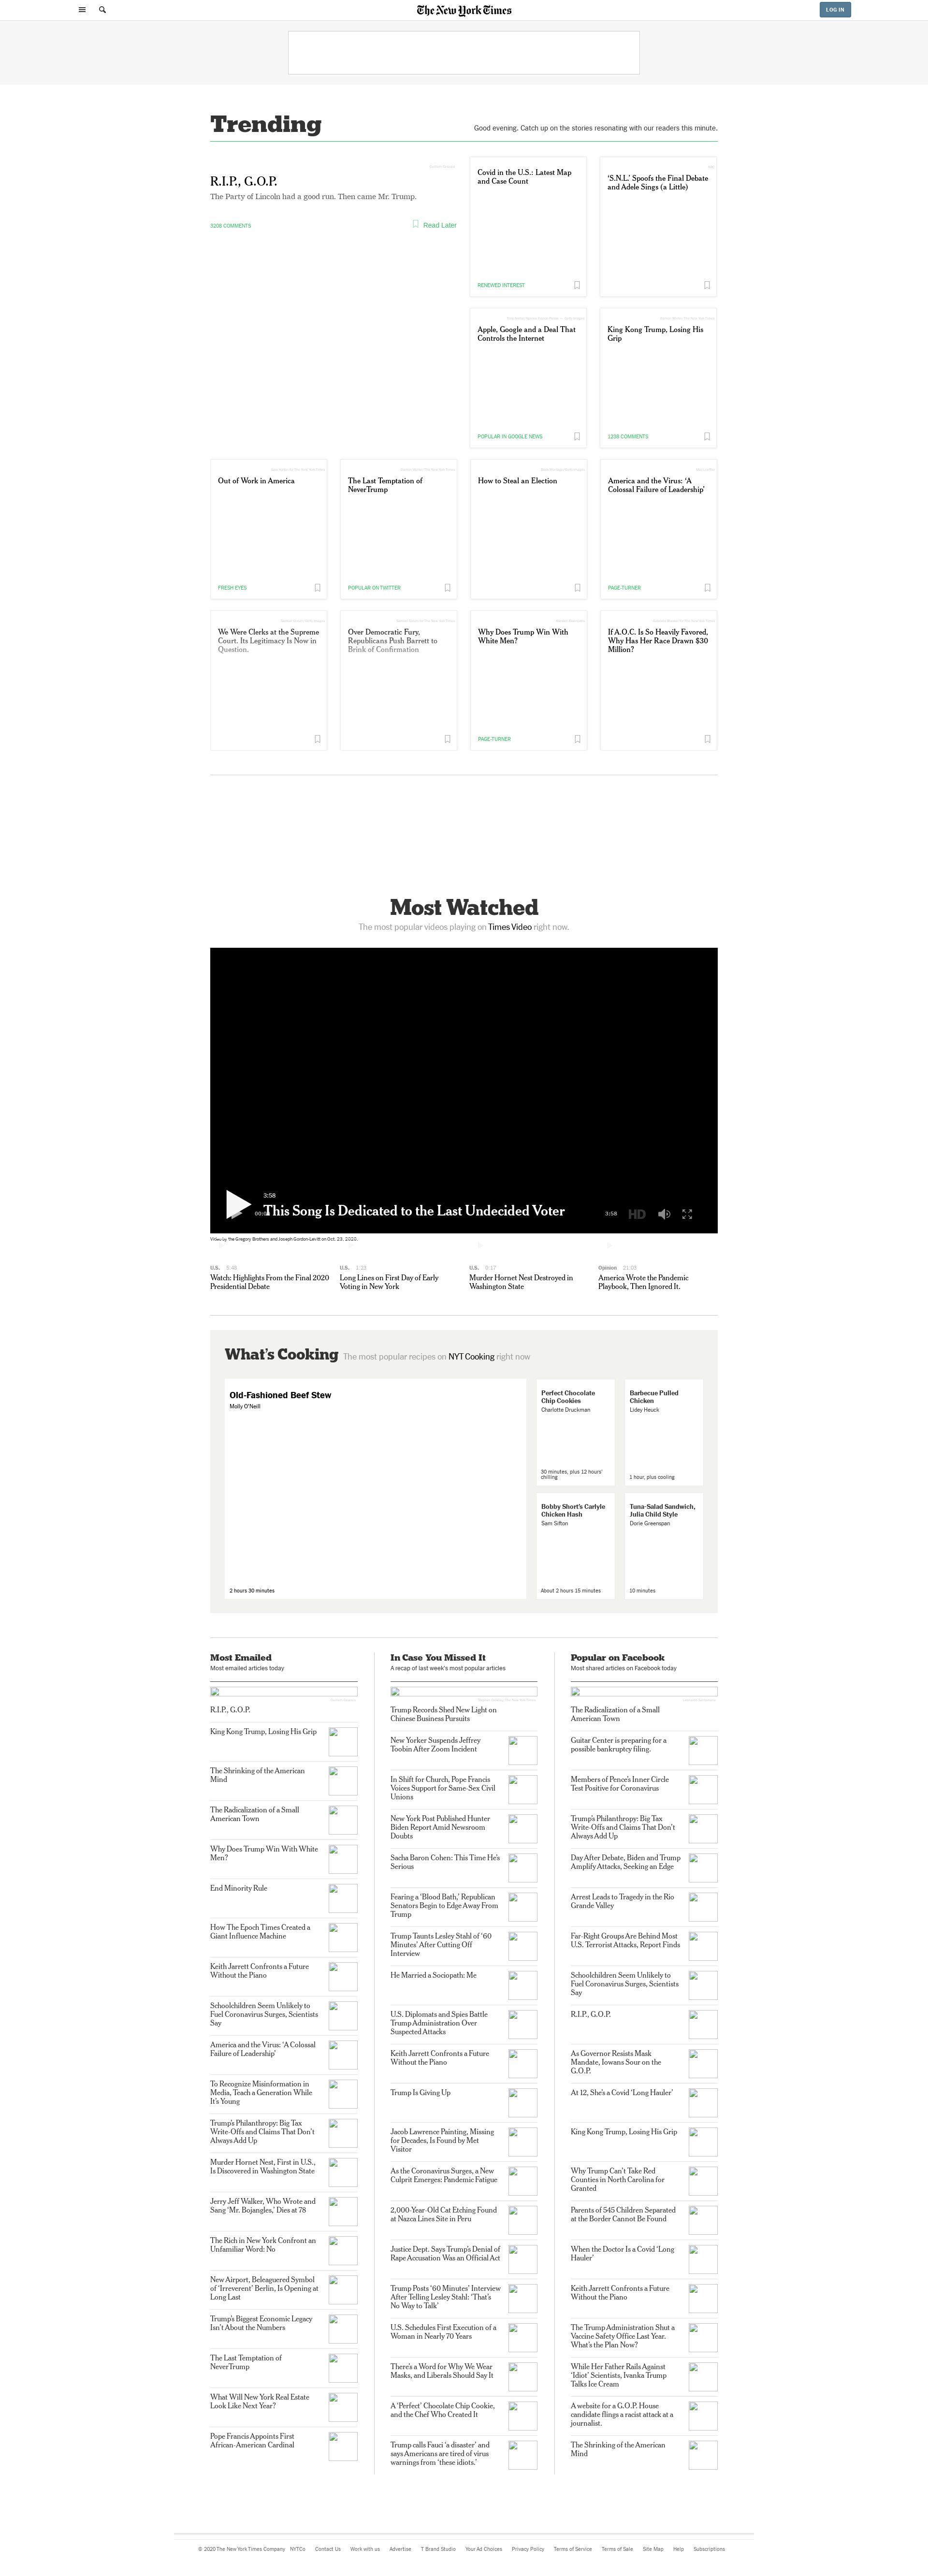 The New York Times
LOG IN
Trending
Good evening. Catch up on the stories resonating with our readers this minute.
R.I.P., G.O.P.
The Party of Lincoln had a good run. Then came Mr. Trump.
3208 COMMENTS
Read Later
Covid in the U.S.: Latest Map
and Case Count
RENEWED INTEREST
‘S.N.L.’ Spoofs the Final Debate
and Adele Sings (a Little)
Apple, Google and a Deal That
Controls the Internet
POPULAR IN GOOGLE NEWS
King Kong Trump, Losing His
Grip
1235 COMMENTS
Out of Work in America
FRESH EYES
The Last Temptation of
NeverTrump
POPULAR ON TWITTER
How to Steal an Election
America and the Virus: ‘A
Colossal Failure of Leadership’
PAGE-TURNER
We Were Clerks at the Supreme
Court. Its Legitimacy Is Now in
Question.
Over Democratic Fury,
Republicans Push Barrett to
Brink of Confirmation
Why Does Trump Win With
White Men?
PAGE-TURNER
If A.O.C. Is So Heavily Favored,
Why Has Her Race Drawn $30
Million?
Most Watched
The most popular videos playing on Times Video right now.
3:58
This Song Is Dedicated to the Last Undecided Voter
3:58
HD
Video by the Gregory Brothers and Joseph Gordon-Levitt on Oct. 23, 2020.
U.S.
Watch: Highlights From the Final 2020
Presidential Debate
U.S. 1:23
Long Lines on First Day of Early
Voting in New York
U.S. 0:17
Murder Hornet Nest Destroyed in
Washington State
Opinion
America Wrote the Pandemic
Playbook, Then Ignored It.
What’s Cooking The most popular recipes on NYT Cooking right now
Old-Fashioned Beef Stew
Molly O'Neill
2 hours 30 minutes
Perfect Chocolate
Chip Cookies
Charlotte Druckman
30 minutes, plus 12 hours'
chilling
Barbecue Pulled
Chicken
Lidey Heuck
1 hour, plus cooling
Bobby Short’s Carlyle
Chicken Hash
Sam Sifton
About 2 hours 15 minutes
Tuna-Salad Sandwich,
Julia Child Style
Dorie Greenspan
10 minutes
Most Emailed
Most emailed articles today
R.I.P., G.O.P.
King Kong Trump, Losing His Grip
The Shrinking of the American
Mind
The Radicalization of a Small
American Town
Why Does Trump Win With White
Men?
End Minority Rule
How The Epoch Times Created a
Giant Influence Machine
Keith Jarrett Confronts a Future
Without the Piano
Schoolchildren Seem Unlikely to
Fuel Coronavirus Surges, Scientists
Say
America and the Virus: ‘A Colossal
Failure of Leadership’
To Recognize Misinformation in
Media, Teach a Generation While
It’s Young
Trump’s Philanthropy: Big Tax
Write-Offs and Claims That Don’t
Always Add Up
Murder Hornet Nest, First in U.S.,
Is Discovered in Washington State
Jerry Jeff Walker, Who Wrote and
Sang ‘Mr. Bojangles,’ Dies at 78
The Rich in New York Confront an
Unfamiliar Word: No
New Airport, Beleaguered Symbol
of ‘Irreverent’ Berlin, Is Opening at
Long Last
Trump’s Biggest Economic Legacy
Isn’t About the Numbers
The Last Temptation of
NeverTrump
What Will New York Real Estate
Look Like Next Year?
Pope Francis Appoints First
African-American Cardinal
In Case You Missed It
A recap of last week's most popular articles
Trump Records Shed New Light on
Chinese Business Pursuits
New Yorker Suspends Jeffrey
Toobin After Zoom Incident
In Shift for Church, Pope Francis
Voices Support for Same-Sex Civil
Unions
New York Post Published Hunter
Biden Report Amid Newsroom
Doubts
Sacha Baron Cohen: This Time He’s
Serious
Fearing a ‘Blood Bath,’ Republican
Senators Begin to Edge Away From
Trump
Trump Taunts Lesley Stahl of ‘60
Minutes’ After Cutting Off
Interview
He Married a Sociopath: Me
U.S. Diplomats and Spies Battle
Trump Administration Over
Suspected Attacks
Keith Jarrett Confronts a Future
Without the Piano
Trump Is Giving Up
Jacob Lawrence Painting, Missing
for Decades, Is Found by Met
Visitor
As the Coronavirus Surges, a New
Culprit Emerges: Pandemic Fatigue
2,000-Year-Old Cat Etching Found
at Nazca Lines Site in Peru
Justice Dept. Says Trump’s Denial of
Rape Accusation Was an Official Act
Trump Posts ‘60 Minutes’ Interview
After Telling Lesley Stahl: ‘That’s
No Way to Talk’
U.S. Schedules First Execution of a
Woman in Nearly 70 Years
There’s a Word for Why We Wear
Masks, and Liberals Should Say It
A ‘Perfect’ Chocolate Chip Cookie,
and the Chef Who Created It
Trump calls Fauci ‘a disaster’ and
says Americans are tired of virus
warnings from ‘these idiots.’
Popular on Facebook
Most shared articles on Facebook today
The Radicalization of a Small
American Town
Guitar Center is preparing for a
possible bankruptcy filing.
Members of Pence’s Inner Circle
Test Positive for Coronavirus
Trump’s Philanthropy: Big Tax
Write-Offs and Claims That Don’t
Always Add Up
Day After Debate, Biden and Trump
Amplify Attacks, Seeking an Edge
Arrest Leads to Tragedy in the Rio
Grande Valley
Far-Right Groups Are Behind Most
U.S. Terrorist Attacks, Report Finds
Schoolchildren Seem Unlikely to
Fuel Coronavirus Surges, Scientists
Say
R.I.P., G.O.P.
As Governor Resists Mask
Mandate, Iowans Sour on the
G.O.P.
At 12, She’s a Covid ‘Long Hauler’
King Kong Trump, Losing His Grip
Why Trump Can’t Take Red
Counties in North Carolina for
Granted
Parents of 545 Children Separated
at the Border Cannot Be Found
When the Doctor Is a Covid ‘Long
Hauler’
Keith Jarrett Confronts a Future
Without the Piano
The Trump Administration Shut a
Vaccine Safety Office Last Year.
What’s the Plan Now?
While Her Father Rails Against
‘Idiot’ Scientists, Ivanka Trump
Talks Ice Cream
A website for a G.O.P. House
candidate flings a racist attack at a
journalist.
The Shrinking of the American
Mind
© 2020 The New York Times Company NYTCo Contact Us Work with us Advertise T Brand Studio Your Ad Choices Privacy Policy Terms of Service Terms of Sale Site Map Help Subscriptions